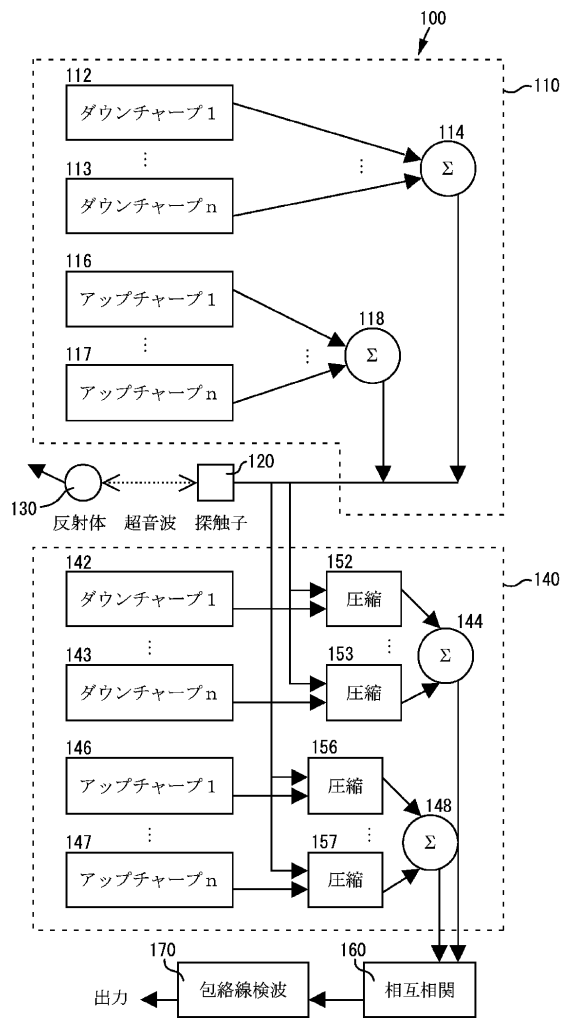 100
110
112
ダウンチャープ1
⋮
113
ダウンチャープn
114
Σ
⋮
116
アップチャープ1
⋮
117
アップチャープn
118
Σ
⋮
120
130
反射体 超音波 探触子
140
142
ダウンチャープ1
⋮
143
ダウンチャープn
152
圧縮
⋮
153
圧縮
144
Σ
146
アップチャープ1
⋮
147
アップチャープn
156
圧縮
⋮
157
圧縮
148
Σ
160
相互相関
170
包絡線検波
出力